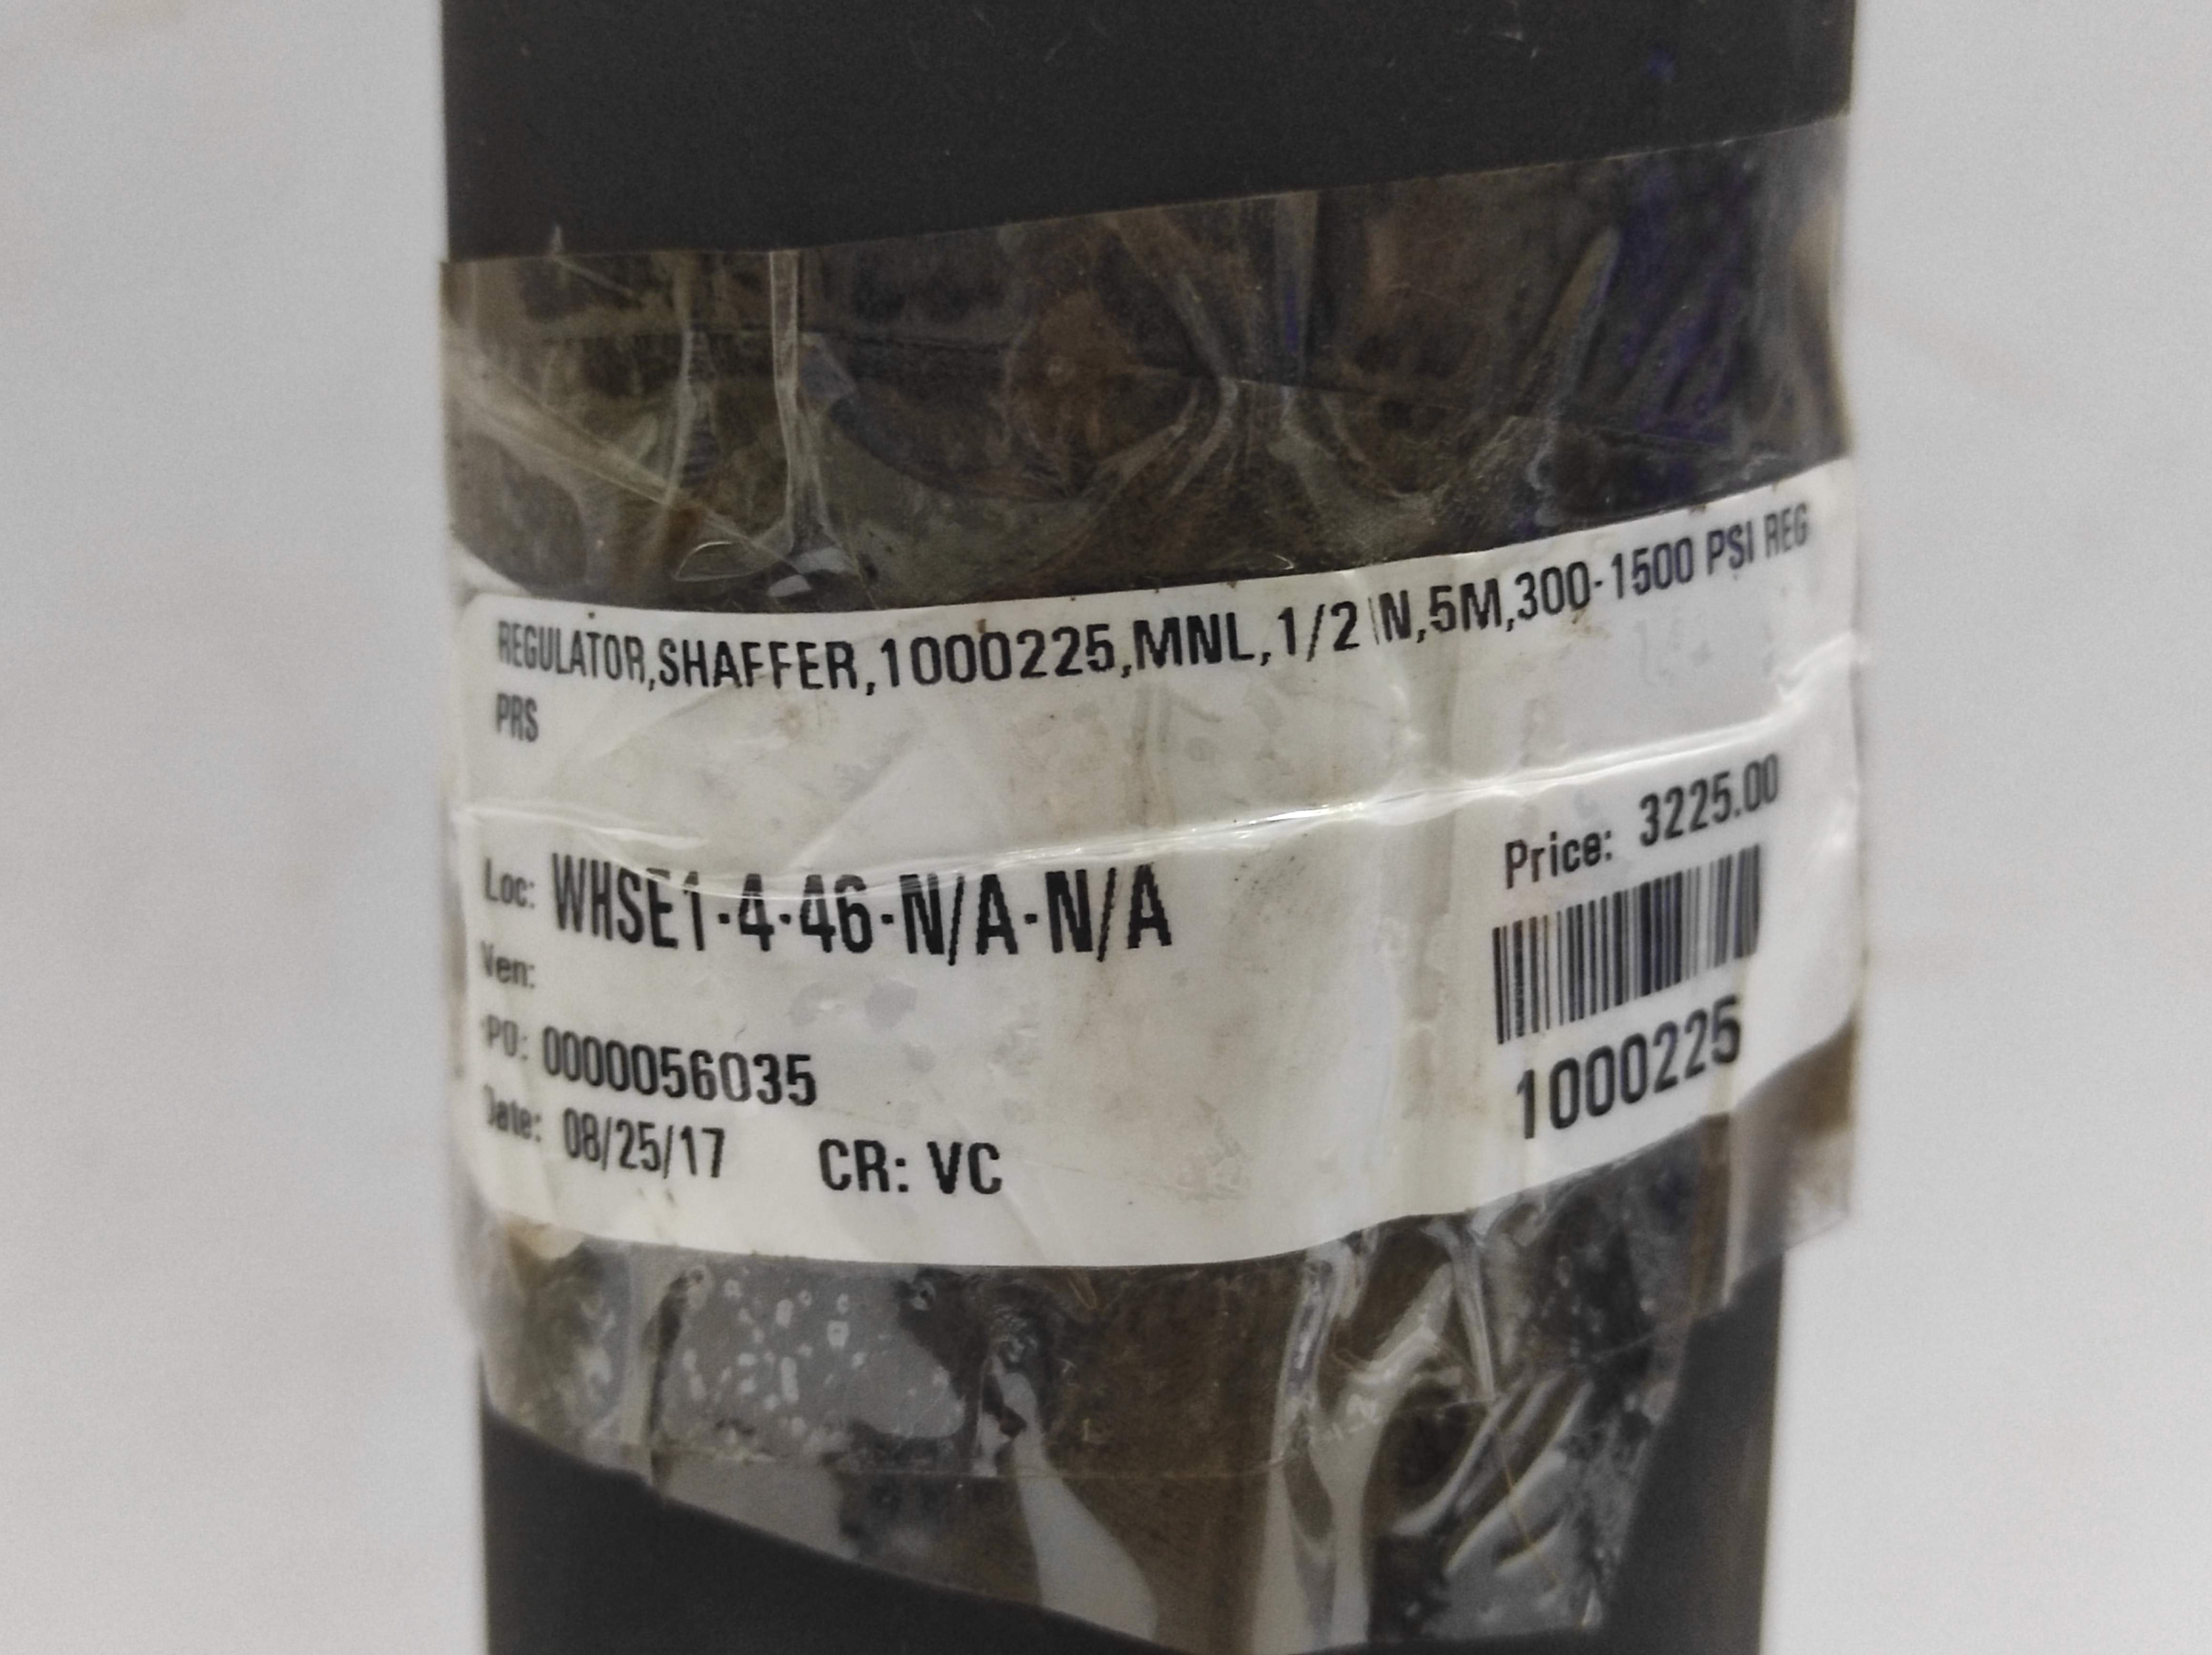 REGULATOR,SHAFFER,1000225,MNL,1/2 IN,5M,300-1500 PSI REG
PRS
Price: 3225.00
Loc: WHSE1-4-46-N/A-N/A
Ven:
PO: 0000056035
1000225
Date: 08/25/17 CR: VC